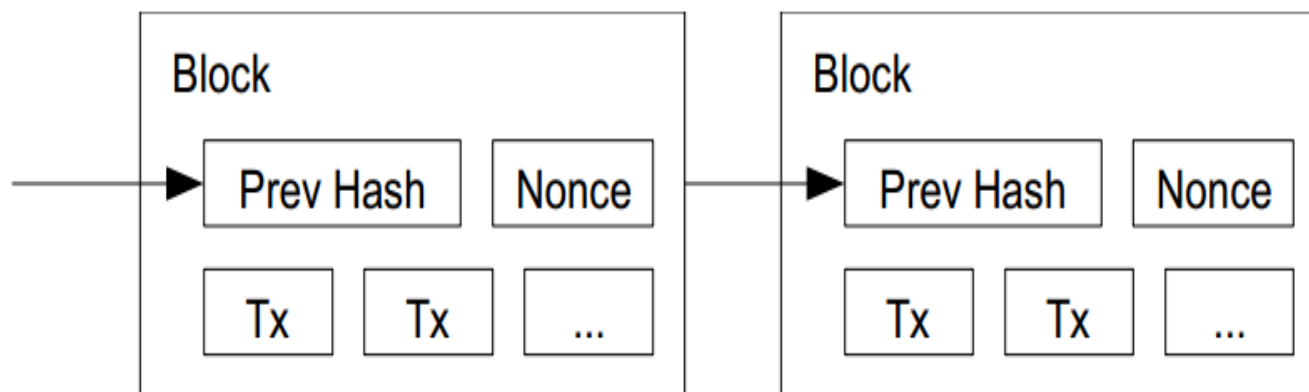 Block Block
Prev Hash Nonce Prev Hash Nonce
Tx Tx ... Tx Tx ...